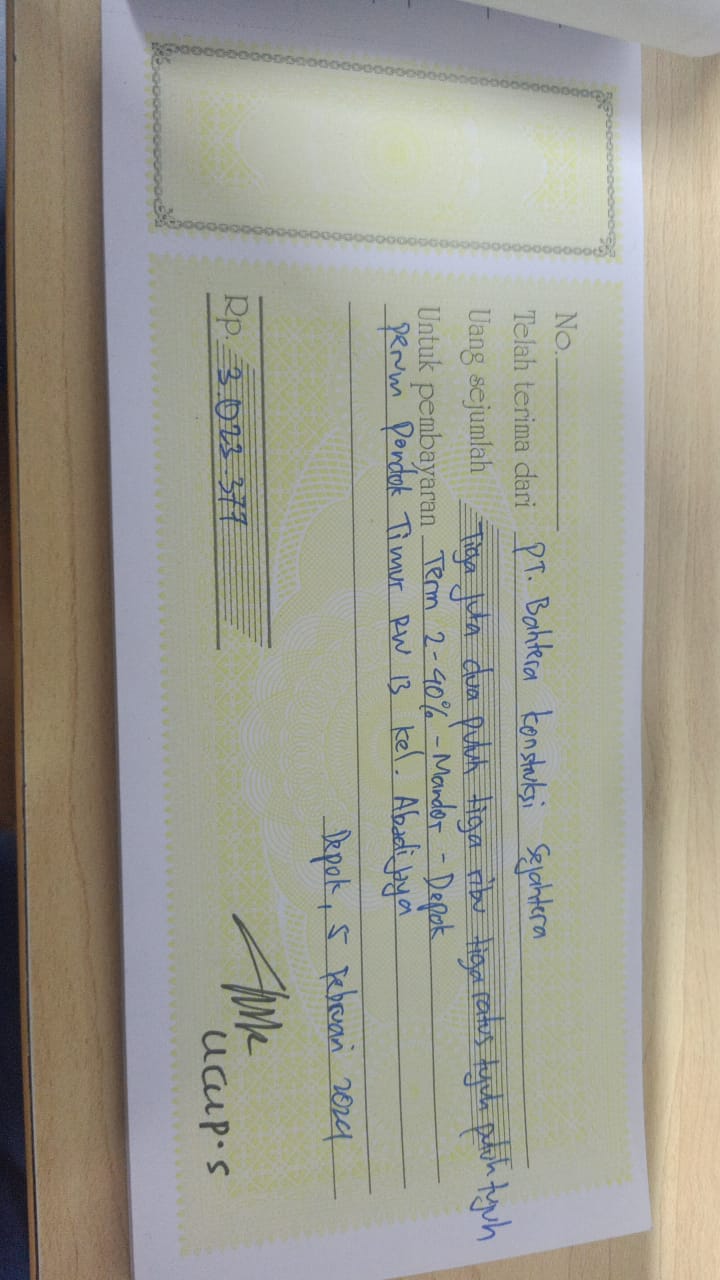 No.
Telah terima dari PT. Bahtera Konstruksi Sejahtera
Uang sejumlah Tiga juta dua puluh tiga ribu tiga ratus tujuh puluh tujuh
Untuk pembayaran Term 2 - 40% - Mandor - Depok
Perum Pondok Timur RW 13 Kel. Abadijaya
Depok, 5 Februari 2024
Rp. 3.023.377
Ucup.S